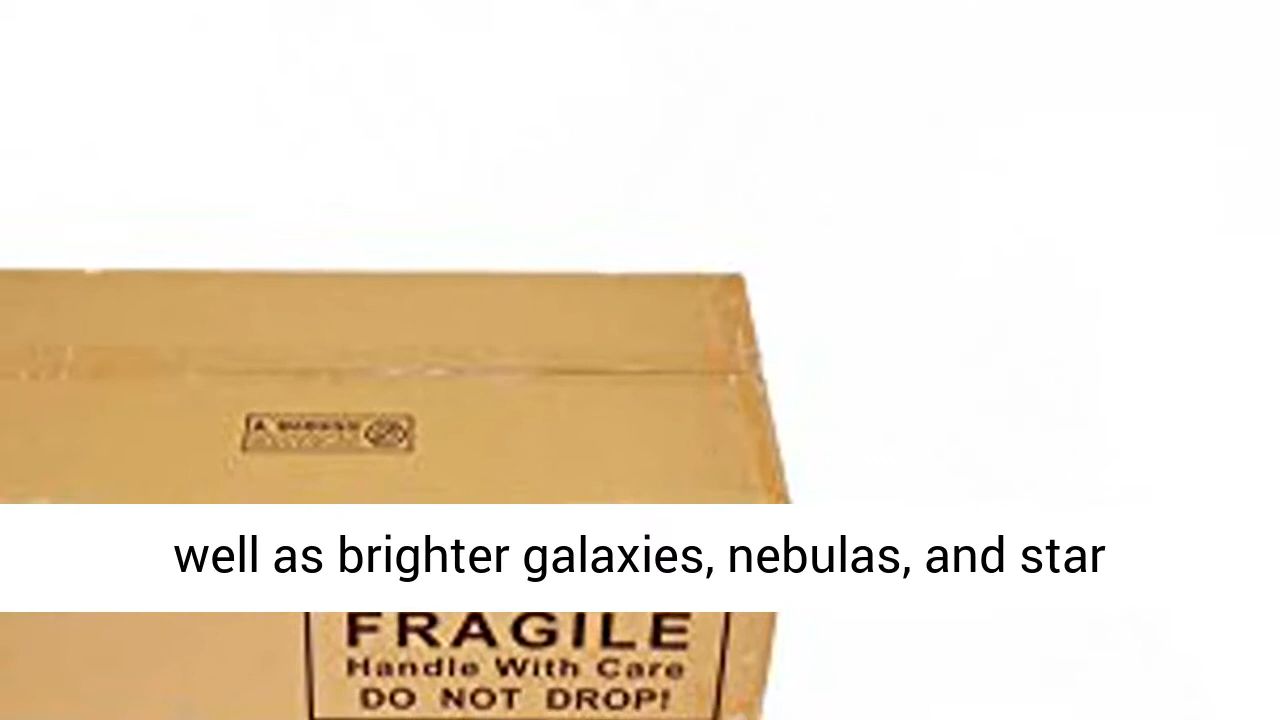 well as brighter galaxies, nebulas, and star
FRAGILE
Handle With Care
DO NOT DROP!